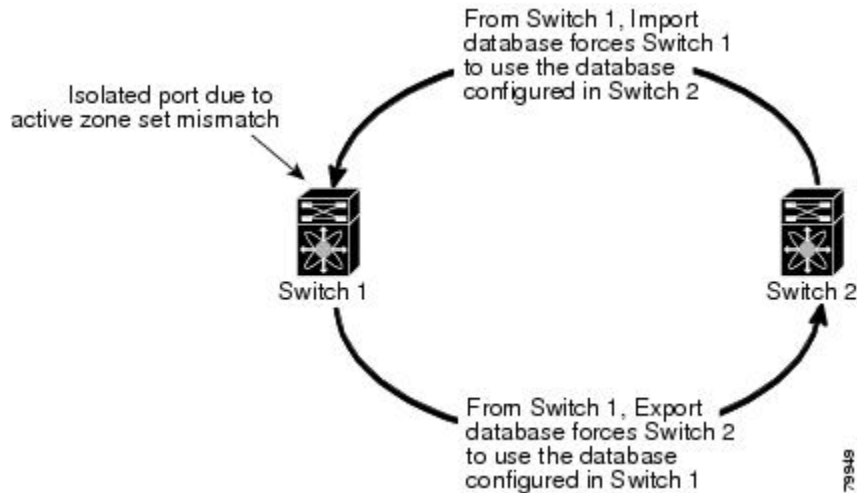 From Switch 1, Import
database forces Switch 1
to use the database
configured in Switch 2
Isolated port due to
active zone set mismatch
Switch 1
Switch 2
From Switch 1, Export
database forces Switch 2
to use the database
configured in Switch 1
79949